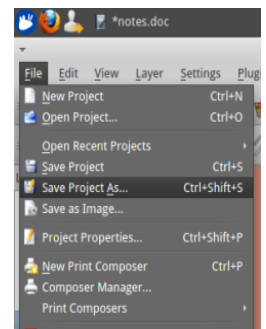 *notes.doc
File Edit View Layer Settings
New Project Ctrl+N
Open Project... Ctrl+O
Open Recent Projects
Save Project Ctrl+S
Save Project As... Ctrl+Shift+S
Save as Image...
Project Properties... Ctrl+Shift+P
New Print Composer Ctrl+P
Composer Manager...
Print Composers